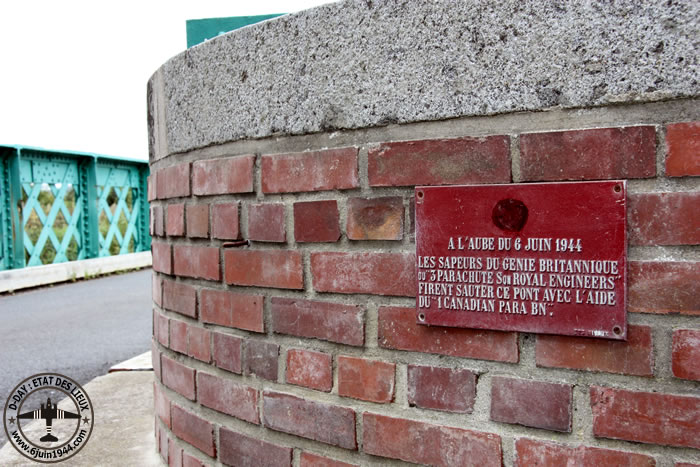 A L'AUBE DU 6 JUIN 1944
LES SAPEURS DU GENIE BRITANNIQUE
DU "3 PARACHUTE SQN ROYAL ENGINEERS"
FIRENT SAUTER CE PONT AVEC L'AIDE
DU "1 CANADIAN PARA BN".
D-DAY : ETAT DES LIEUX
www.6juin1944.com